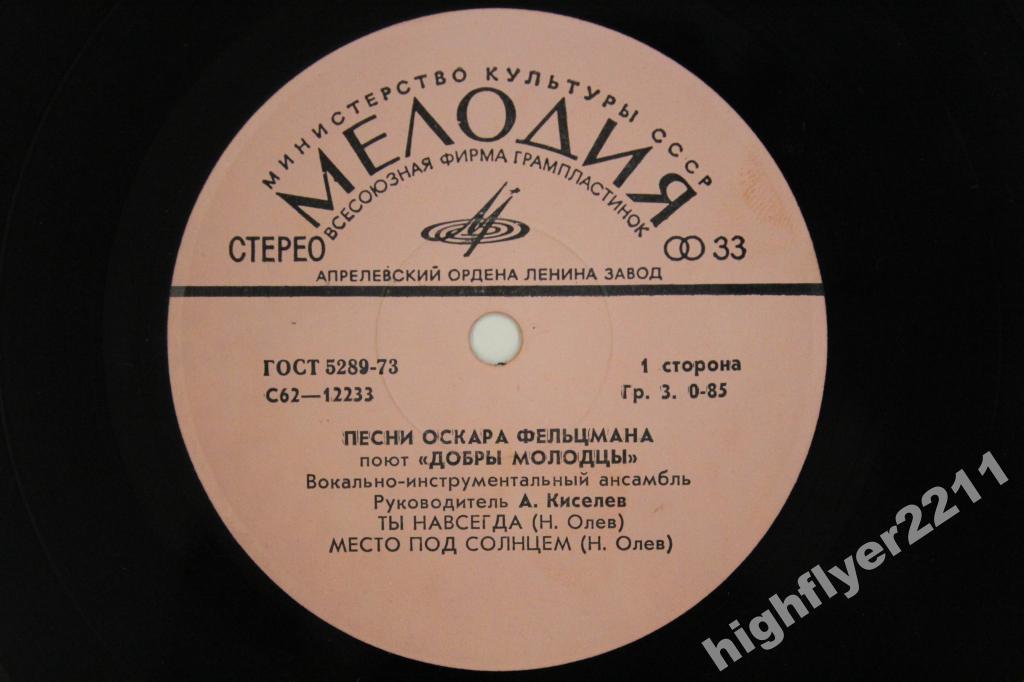 МИНИСТЕРСТВО КУЛЬТУРЫ СССР
МЕЛОДИЯ
ВСЕСОЮЗНАЯ ФИРМА ГРАМПЛАСТИНОК
СТЕРЕО
33
АПРЕЛЕВСКИЙ ОРДЕНА ЛЕНИНА ЗАВОД
ГОСТ 5289-73
1 сторона
С62—12233
Гр. 3. 0-85
ПЕСНИ ОСКАРА ФЕЛЬЦМАНА
поют «ДОБРЫ МОЛОДЦЫ»
Вокально-инструментальный ансамбль
Руководитель А. Киселев
ТЫ НАВСЕГДА (Н. Олев)
МЕСТО ПОД СОЛНЦЕМ (Н. Олев)
highflyer2211